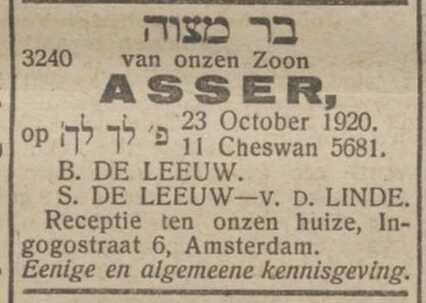 בר מצוה
3240 van onzen Zoon
ASSER,
op פ' לך לך' 23 October 1920.
11 Cheswan 5681.
B. DE LEEUW.
S. DE LEEUW—v. D. LINDE.
Receptie ten onzen huize, In-
gogostraat 6, Amsterdam.
Eenige en algemeene kennisgeving.